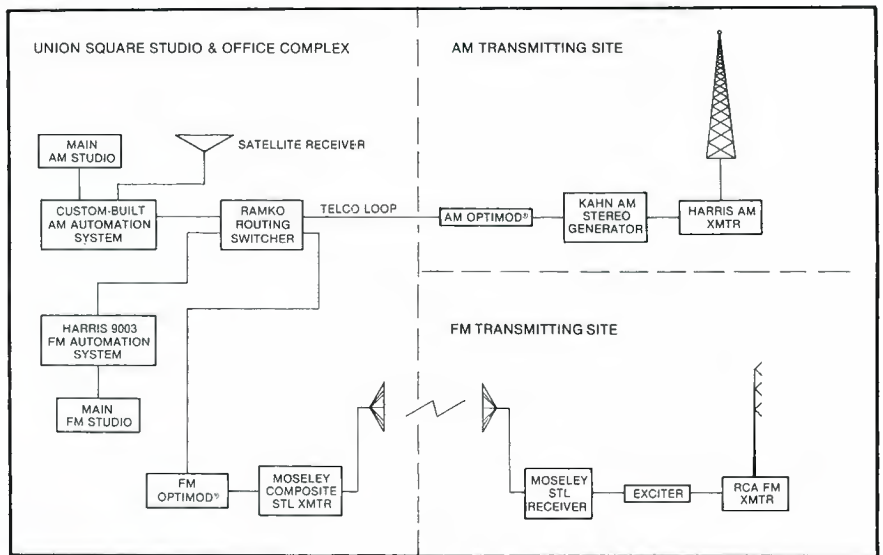 UNION SQUARE STUDIO & OFFICE COMPLEX
MAIN
AM STUDIO
SATELLITE RECEIVER
CUSTOM-BUILT
AM AUTOMATION
SYSTEM
RAMKO
ROUTING
SWITCHER
TELCO LOOP
HARRIS 9003
FM AUTOMATION
SYSTEM
MAIN
FM STUDIO
FM
OPTIMOD®
MOSELEY
COMPOSITE
STL XMTR
AM TRANSMITTING SITE
AM OPTIMOD®
KAHN AM
STEREO
GENERATOR
HARRIS AM
XMTR
FM TRANSMITTING SITE
MOSELEY
STL
RECEIVER
EXCITER
RCA FM
XMTR